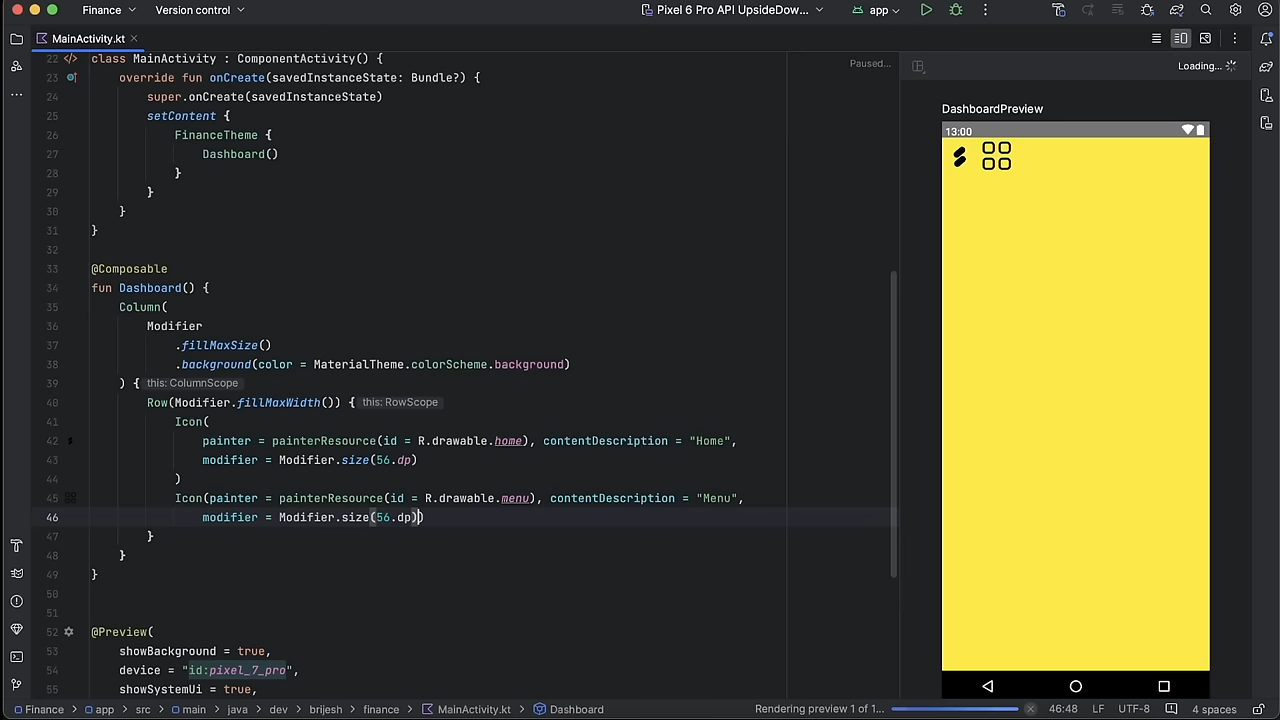 Finance
Version control
Pixel 6 Pro API UpsideDow...
app
MainActivity.kt
22 class MainActivity : ComponentActivity() {
23 override fun onCreate(savedInstanceState: Bundle?) {
24 super.onCreate(savedInstanceState)
25 setContent {
26 FinanceTheme {
27 Dashboard()
28 }
29 }
30 }
31 }
32
33 @Composable
34 fun Dashboard() {
35 Column(
36 Modifier
37 .fillMaxSize()
38 .background(color = MaterialTheme.colorScheme.background)
39 ) { this: ColumnScope
40 Row(Modifier.fillMaxWidth()) { this: RowScope
41 Icon(
42 painter = painterResource(id = R.drawable.home), contentDescription = "Home",
43 modifier = Modifier.size(56.dp)
44 )
45 Icon(painter = painterResource(id = R.drawable.menu), contentDescription = "Menu",
46 modifier = Modifier.size(56.dp))
47 }
48 }
49 }
50
51
52 @Preview(
53 showBackground = true,
54 device = "id:pixel_7_pro",
55 showSystemUi = true,
Paused...
Loading...
DashboardPreview
13:00
Finance > app > src > main > java > dev > brijesh > finance > MainActivity.kt > Dashboard
Rendering preview 1 of 1...
46:48 LF UTF-8 4 spaces